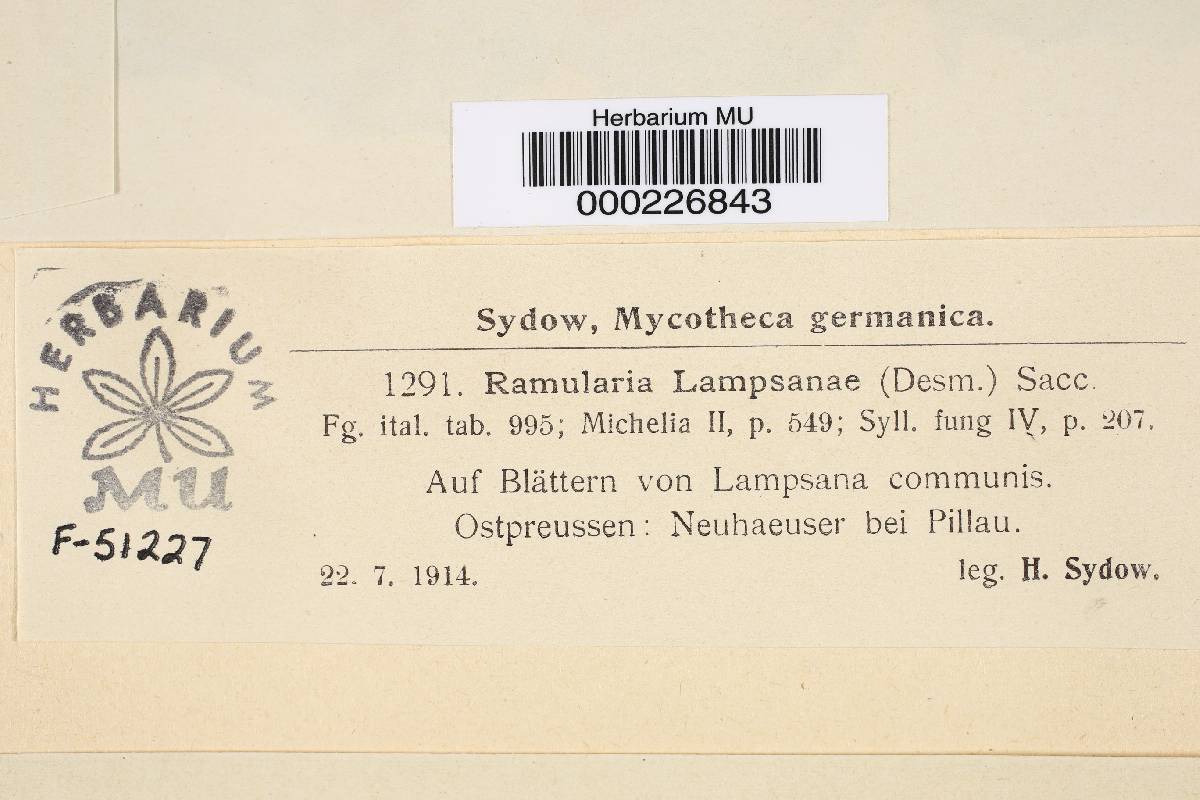 Herbarium MU
000226843
HERBARIUM
MU
F-51227
Sydow, Mycotheca germanica.
1291. Ramularia Lampsanae (Desm.) Sacc.
Fg. ital. tab. 995; Michelia II, p. 549; Syll. fung IV, p. 207.
Auf Blättern von Lampsana communis.
Ostpreussen: Neuhaeuser bei Pillau.
22. 7. 1914. leg. H. Sydow.